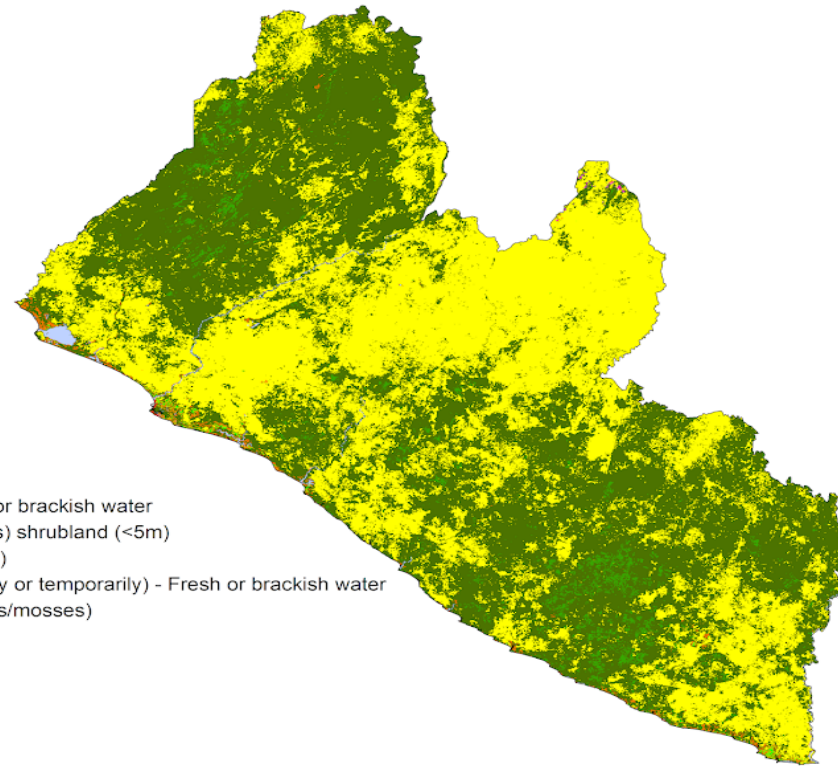 or brackish water
s) shrubland (<5m)
)
y or temporarily) - Fresh or brackish water
s/mosses)